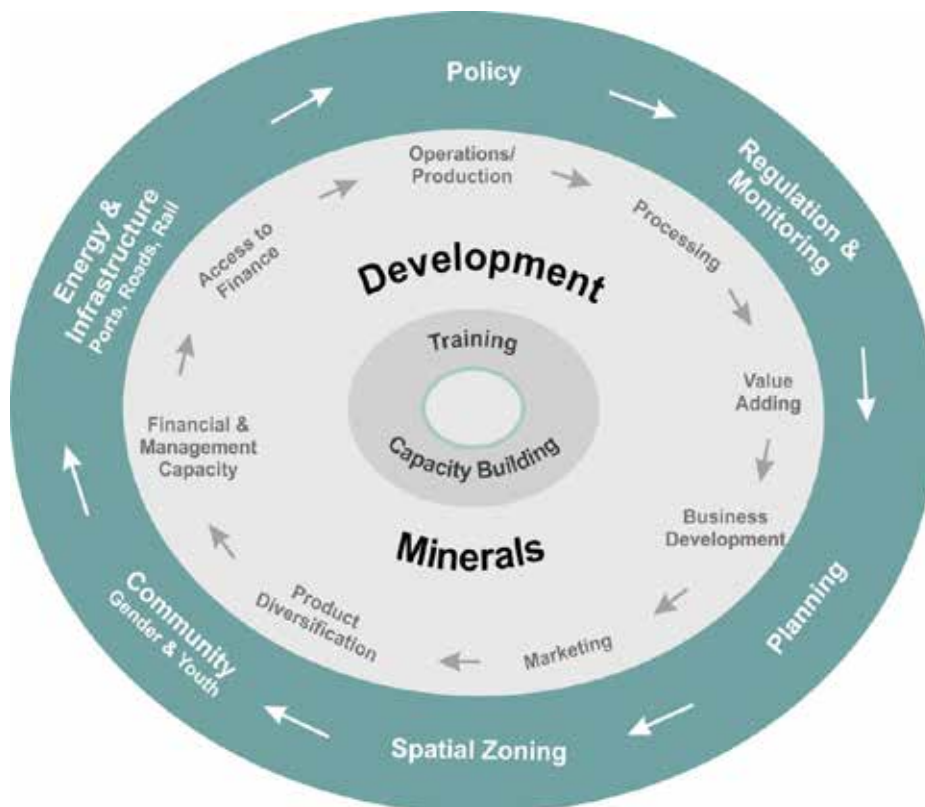 Policy
Regulation &
Monitoring
Planning
Spatial Zoning
Community
Gender & Youth
Energy &
Infrastructure
Ports, Roads, Rail
Operations/
Production
Processing
Value
Adding
Business
Development
Marketing
Product
Diversification
Financial &
Management
Capacity
Access to
Finance
Development
Minerals
Training
Capacity Building